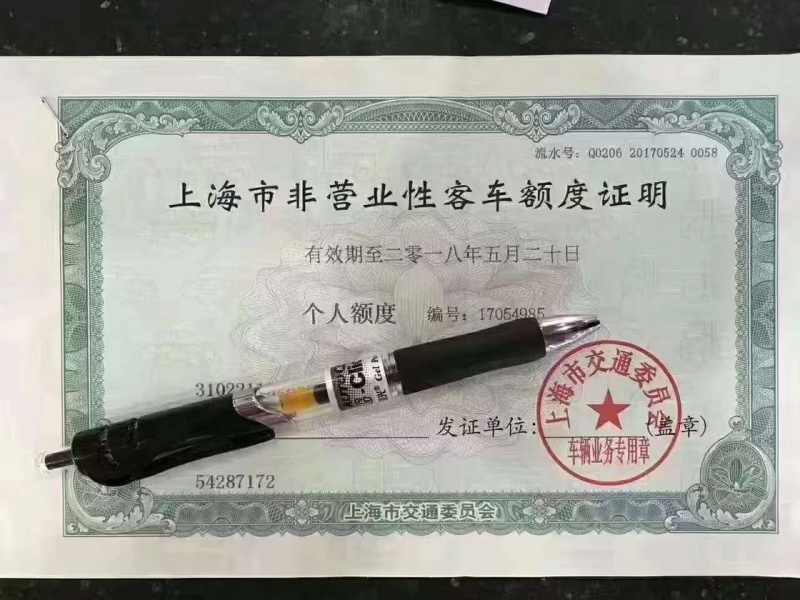 流水号: Q0206 20170524 0058
上海市非营业性客车额度证明
有效期至二零一八年五月二十日
个人额度 编号: 17054985
310221
发证单位: (盖章)
上海市交通委员会
车辆业务专用章
54287172
上海市交通委员会